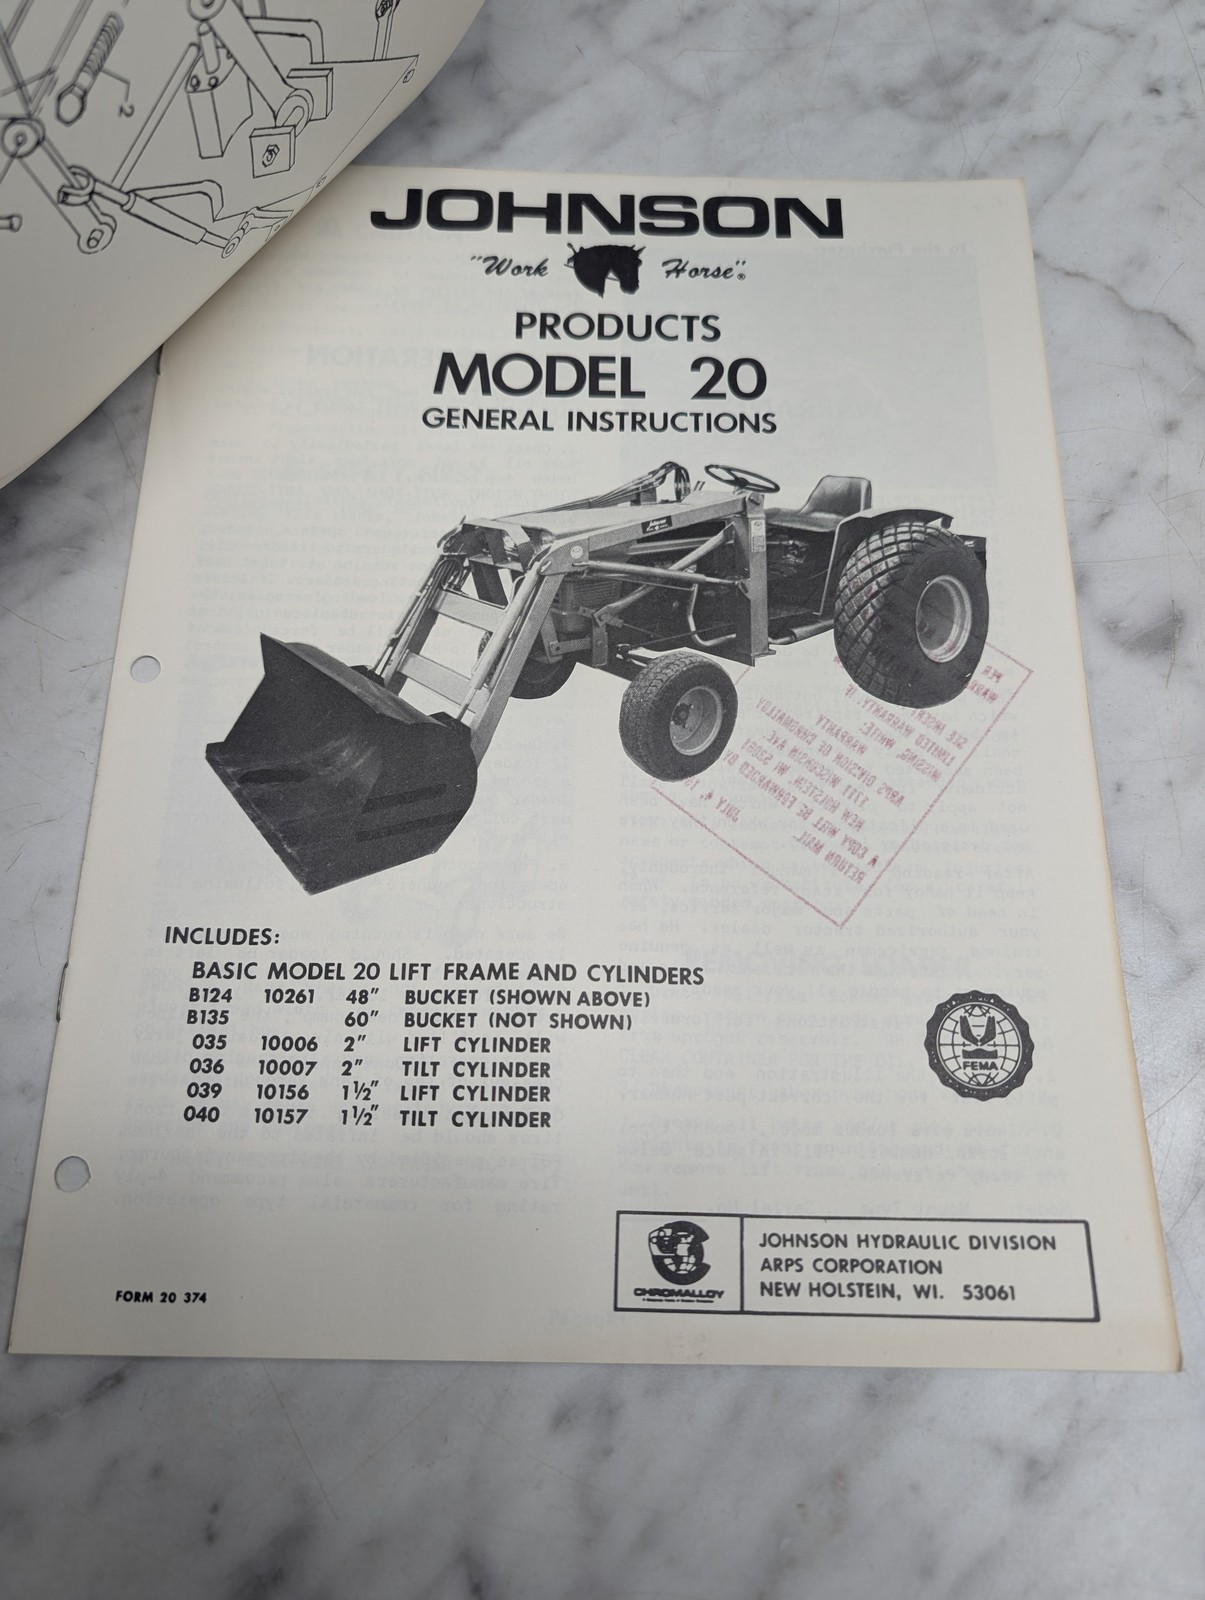 2
JOHNSON
"Work Horse"®
PRODUCTS
MODEL 20
GENERAL INSTRUCTIONS
INCLUDES:
BASIC MODEL 20 LIFT FRAME AND CYLINDERS
B124 10261 48" BUCKET (SHOWN ABOVE)
B135 60" BUCKET (NOT SHOWN)
035 10006 2" LIFT CYLINDER
036 10007 2" TILT CYLINDER
039 10156 1½" LIFT CYLINDER
040 10157 1½" TILT CYLINDER
FEMA
FORM 20 374
CHROMALLOY
JOHNSON HYDRAULIC DIVISION
ARPS CORPORATION
NEW HOLSTEIN, WI. 53061